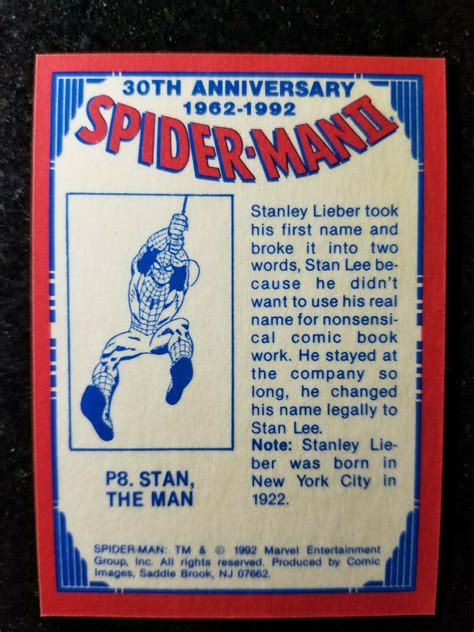 30TH ANNIVERSARY
1962-1992
SPIDER-MAN II
Stanley Lieber took
his first name and
broke it into two
words, Stan Lee be-
cause he didn't
want to use his real
name for nonsensi-
cal comic book
work. He stayed at
the company so
long, he changed
his name legally to
Stan Lee.
Note: Stanley Lie-
ber was born in
New York City in
1922.
P8. STAN,
THE MAN
SPIDER-MAN: TM & © 1992 Marvel Entertainment
Group, Inc. All rights reserved. Produced by Comic
Images, Saddle Brook, NJ 07662.